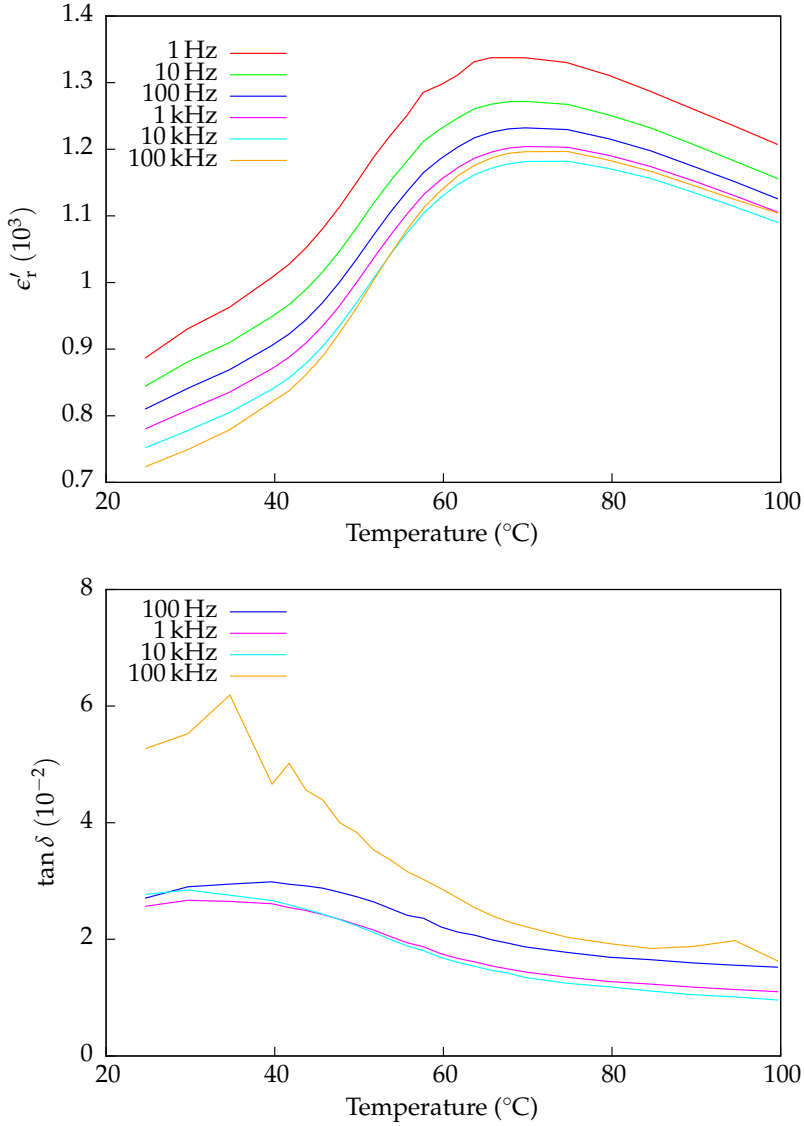 1.4
1.3
1.2
1.1
1
0.9
0.8
0.7
ϵ′r (10³)
1 Hz
10 Hz
100 Hz
1 kHz
10 kHz
100 kHz
20 40 60 80 100
Temperature (°C)
8
6
4
2
0
tan δ (10⁻²)
100 Hz
1 kHz
10 kHz
100 kHz
20 40 60 80 100
Temperature (°C)